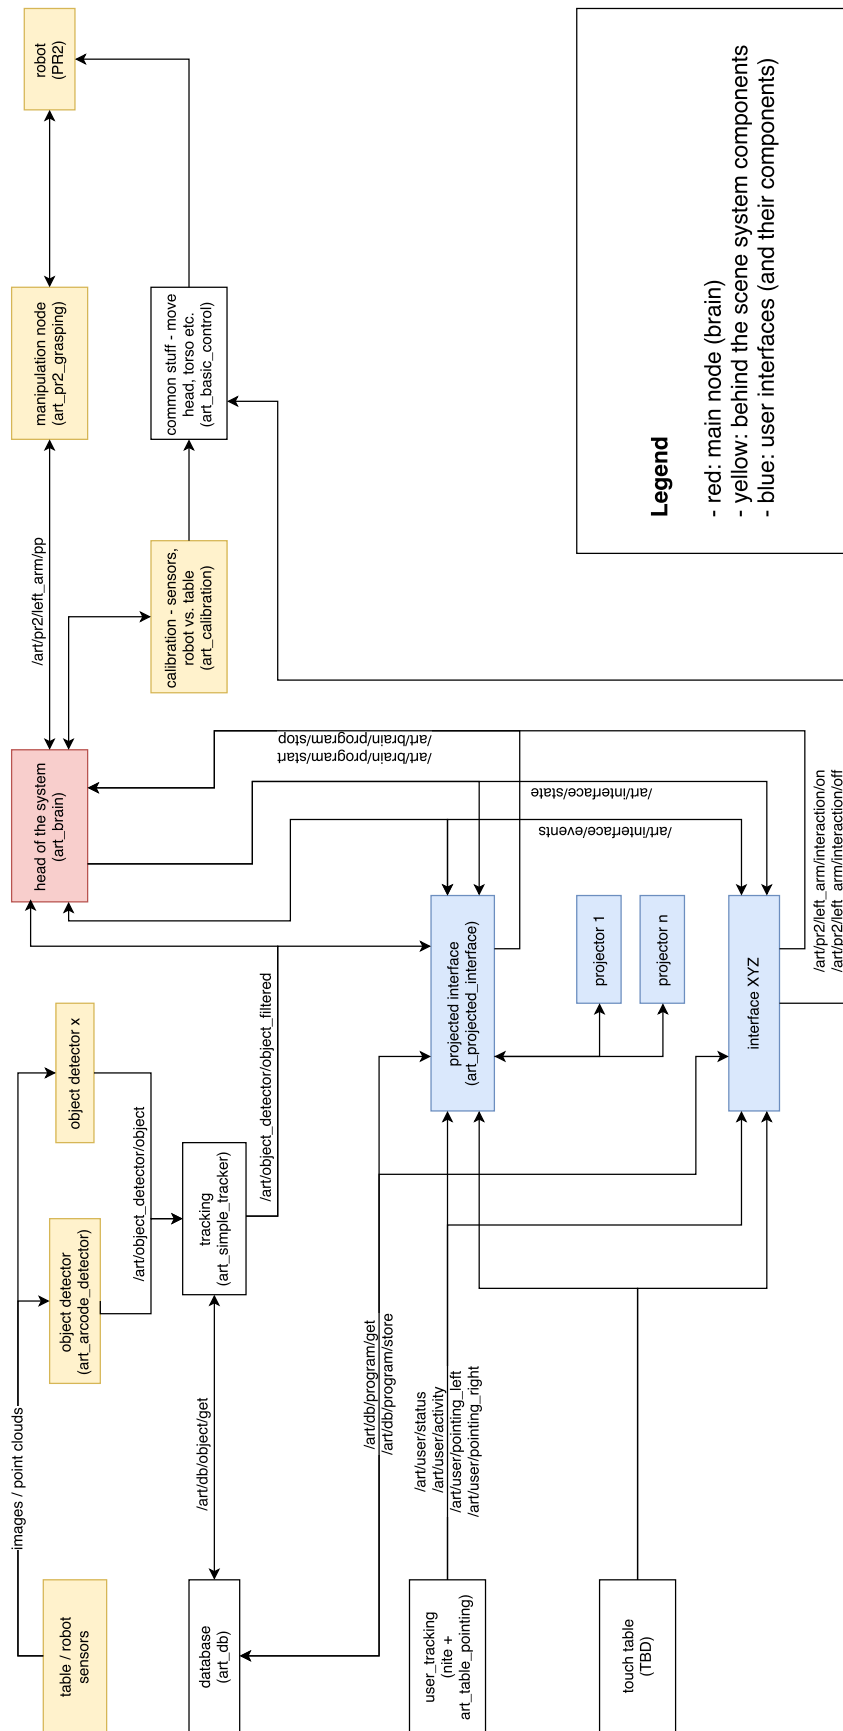 table / robot
sensors
images / point clouds
object detector
(art_arcode_detector)
object detector x
/art/object_detector/object
head of the system
(art_brain)
/art/pr2/left_arm/pp
manipulation node
(art_pr2_grasping)
robot
(PR2)
database
(art_db)
/art/db/object/get
tracking
(art_simple_tracker)
/art/object_detector/object_filtered
calibration - sensors,
robot vs. table
(art_calibration)
common stuff - move
head, torso etc.
(art_basic_control)
/art/brain/program/start
/art/brain/program/stop
/art/db/program/get
/art/db/program/store
user_tracking
(nite +
art_table_pointing)
/art/user/status
/art/user/activity
/art/user/pointing_left
/art/user/pointing_right
projected interface
(art_projected_interface)
/art/interface/state
/art/interface/events
projector 1
projector n
touch table
(TBD)
interface XYZ
/art/pr2/left_arm/interaction/on
/art/pr2/left_arm/interaction/off
Legend
- red: main node (brain)
- yellow: behind the scene system components
- blue: user interfaces (and their components)